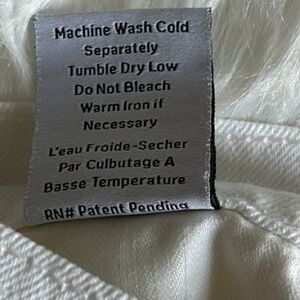 Machine Wash Cold
Separately
Tumble Dry Low
Do Not Bleach
Warm Iron if
Necessary
L'eau Froide-Secher
Par Culbutage A
Basse Temperature
RN# Patent Pending